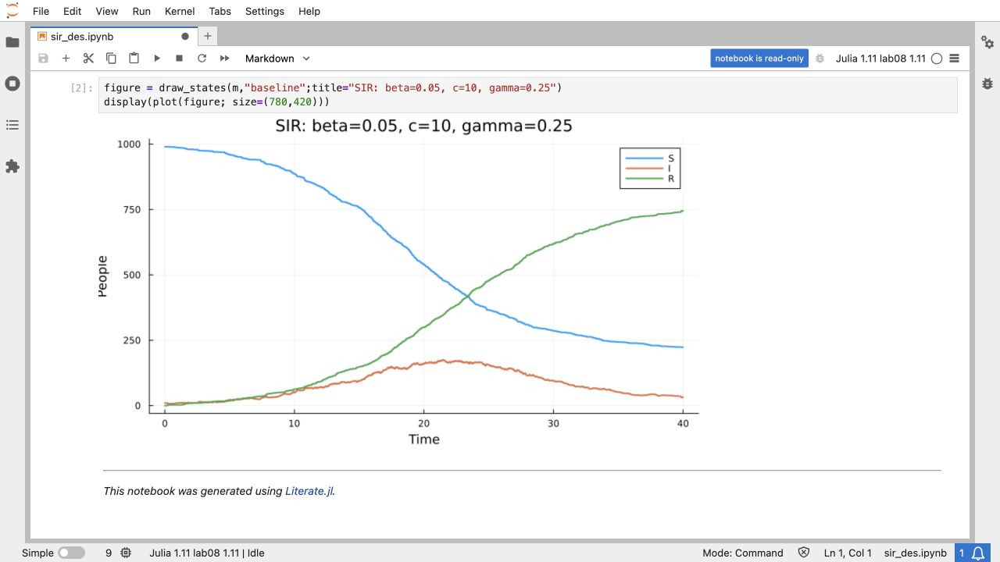 File Edit View Run Kernel Tabs Settings Help
sir_des.ipynb
Markdown
notebook is read-only
Julia 1.11 lab08 1.11
[2]:
figure = draw_states(m,"baseline";title="SIR: beta=0.05, c=10, gamma=0.25")
display(plot(figure; size=(780,420)))
SIR: beta=0.05, c=10, gamma=0.25
1000
750
500
250
0
People
S
I
R
0 10 20 30 40
Time
This notebook was generated using Literate.jl.
Simple 9 Julia 1.11 lab08 1.11 | Idle Mode: Command Ln 1, Col 1 sir_des.ipynb 1